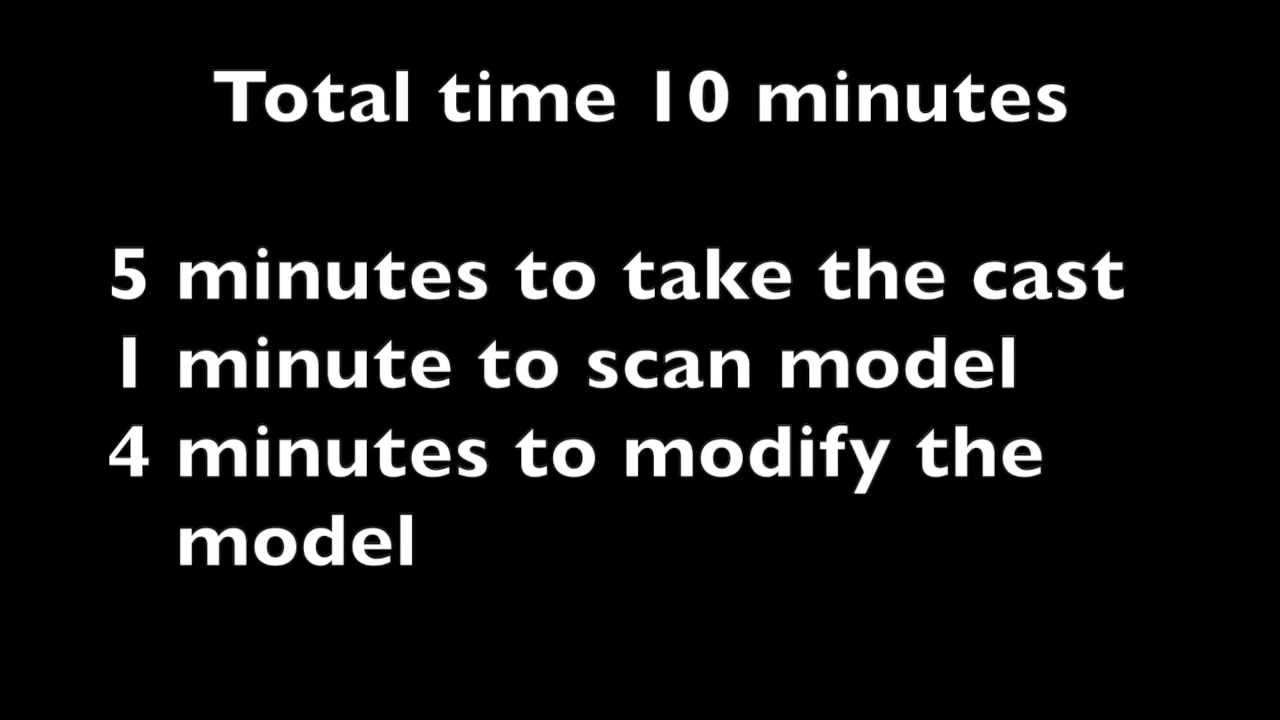 Total time 10 minutes
5 minutes to take the cast
1 minute to scan model
4 minutes to modify the
model